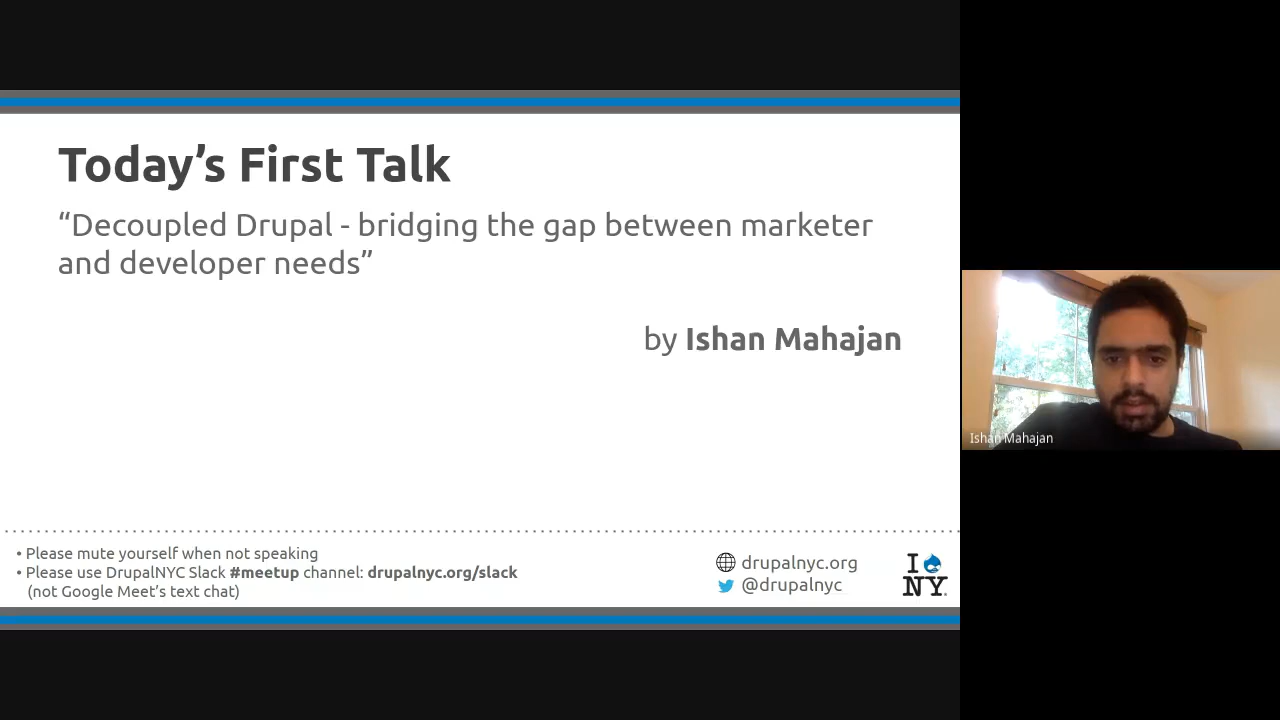 Today’s First Talk
“Decoupled Drupal - bridging the gap between marketer
and developer needs”
by Ishan Mahajan
• Please mute yourself when not speaking
• Please use DrupalNYC Slack #meetup channel: drupalnyc.org/slack
(not Google Meet’s text chat)
drupalnyc.org
@drupalnyc
I
NY.
Ishan Mahajan